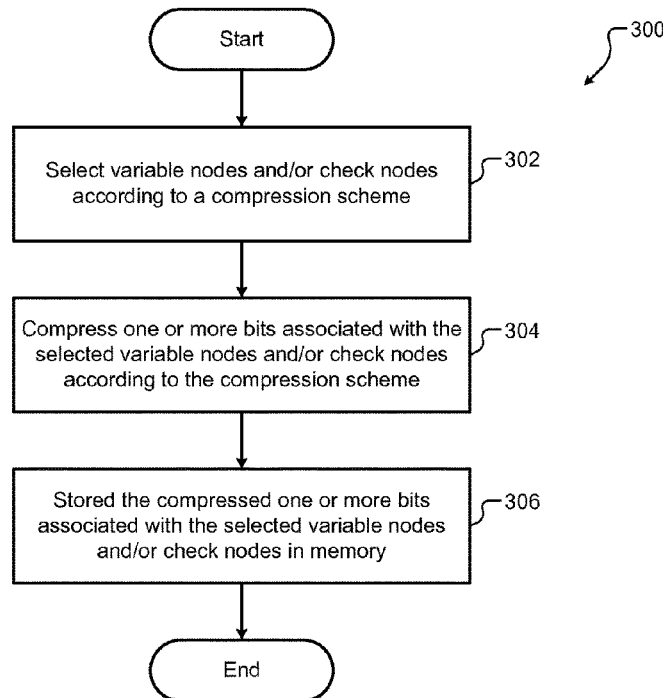 Start
300
Select variable nodes and/or check nodes
according to a compression scheme
302
Compress one or more bits associated with the
selected variable nodes and/or check nodes
according to the compression scheme
304
Stored the compressed one or more bits
associated with the selected variable nodes
and/or check nodes in memory
306
End